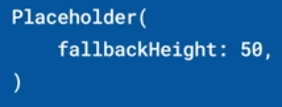 Placeholder(
    fallbackHeight: 50,
)